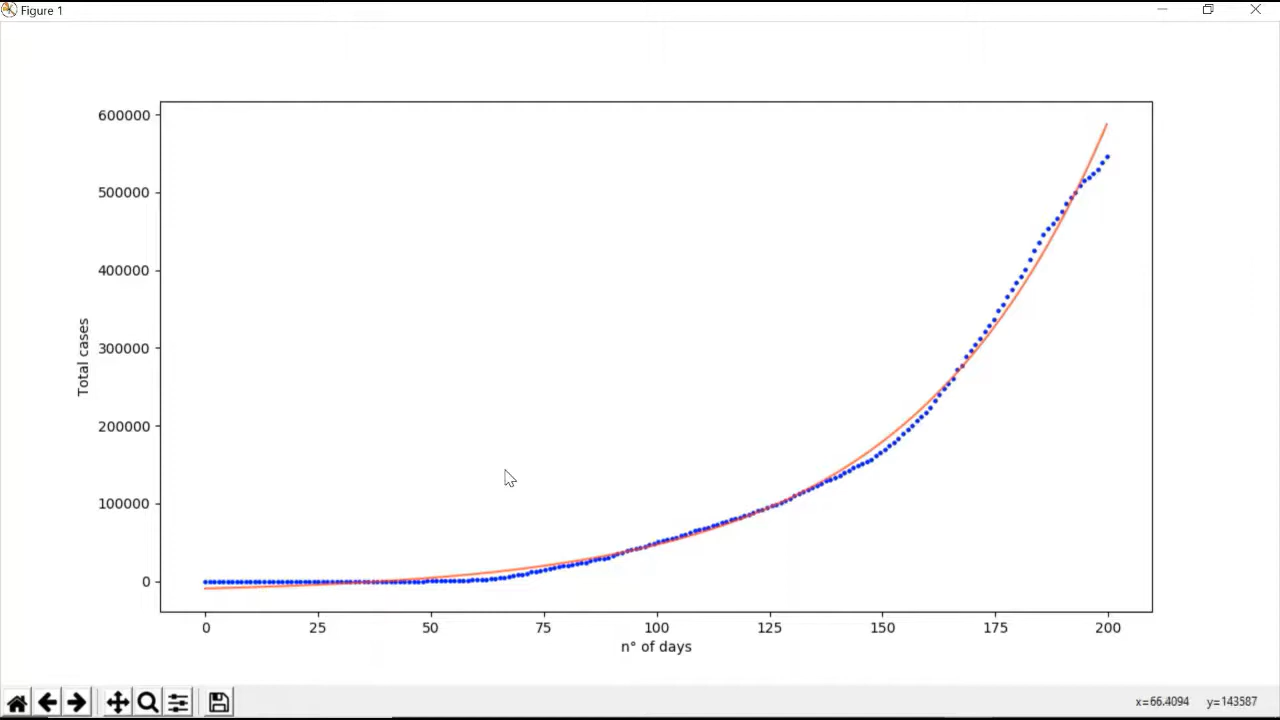 Figure 1
600000
500000
400000
300000
200000
100000
0
Total cases
0 25 50 75 100 125 150 175 200
n° of days
x=66.4094 y=143587